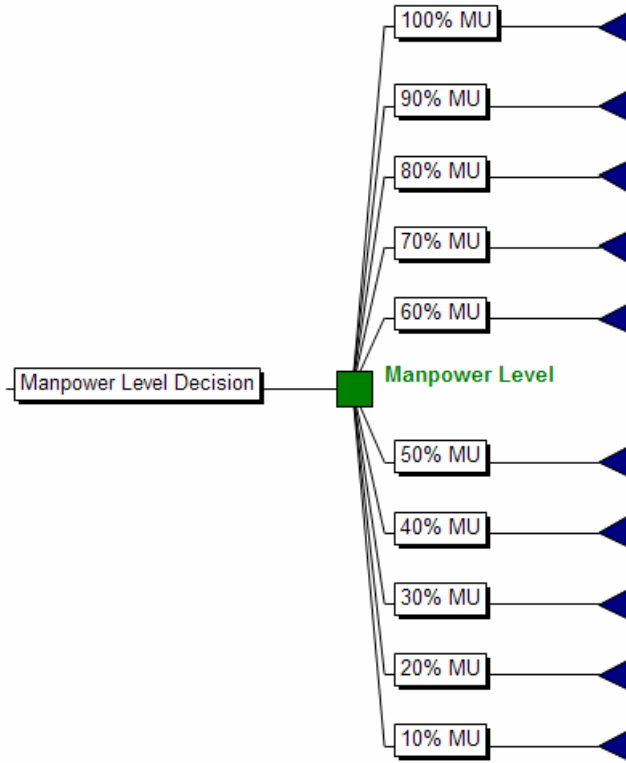 100% MU
90% MU
80% MU
70% MU
60% MU
Manpower Level Decision
Manpower Level
50% MU
40% MU
30% MU
20% MU
10% MU